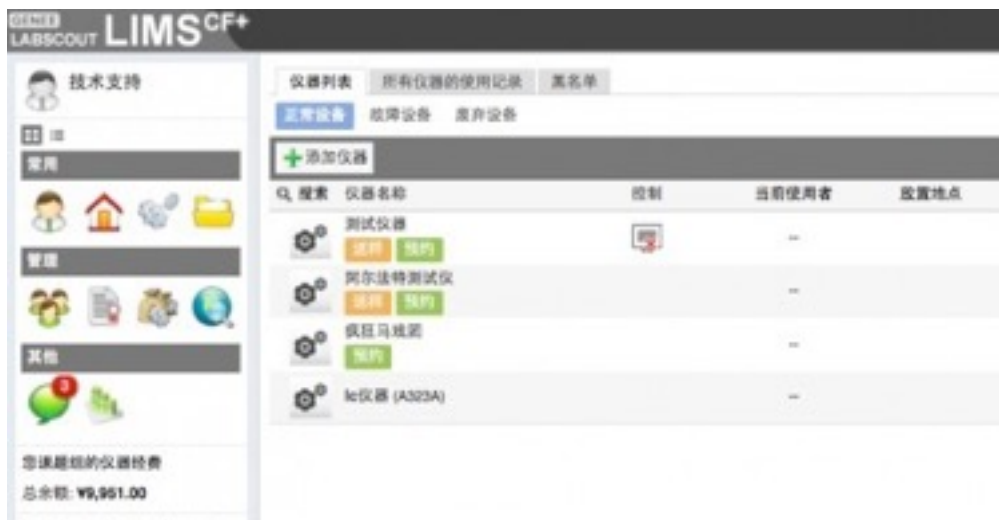 GENEE
LABSCOUT LIMS CF+
技术支持
仪器列表 所有仪器的使用记录 黑名单
正常设备 故障设备 废弃设备
常用
添加仪器
搜索 仪器名称 控制 当前使用者 放置地点
测试仪器
送样 预约
--
管理
阿尔法特测试仪
送样 预约
--
疯狂马戏团
预约
--
其他
3
lc仪器 (A323A)
--
您课题组的仪器经费
总余额: ¥9,951.00